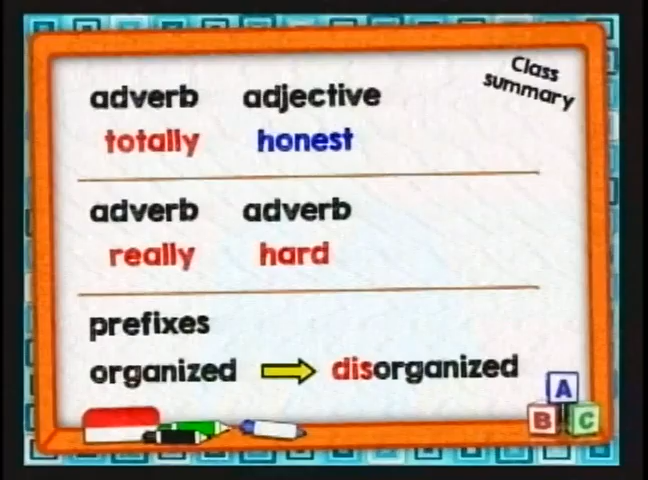 Class
summary
adverb adjective
totally honest
adverb adverb
really hard
prefixes
organized disorganized
A
B C